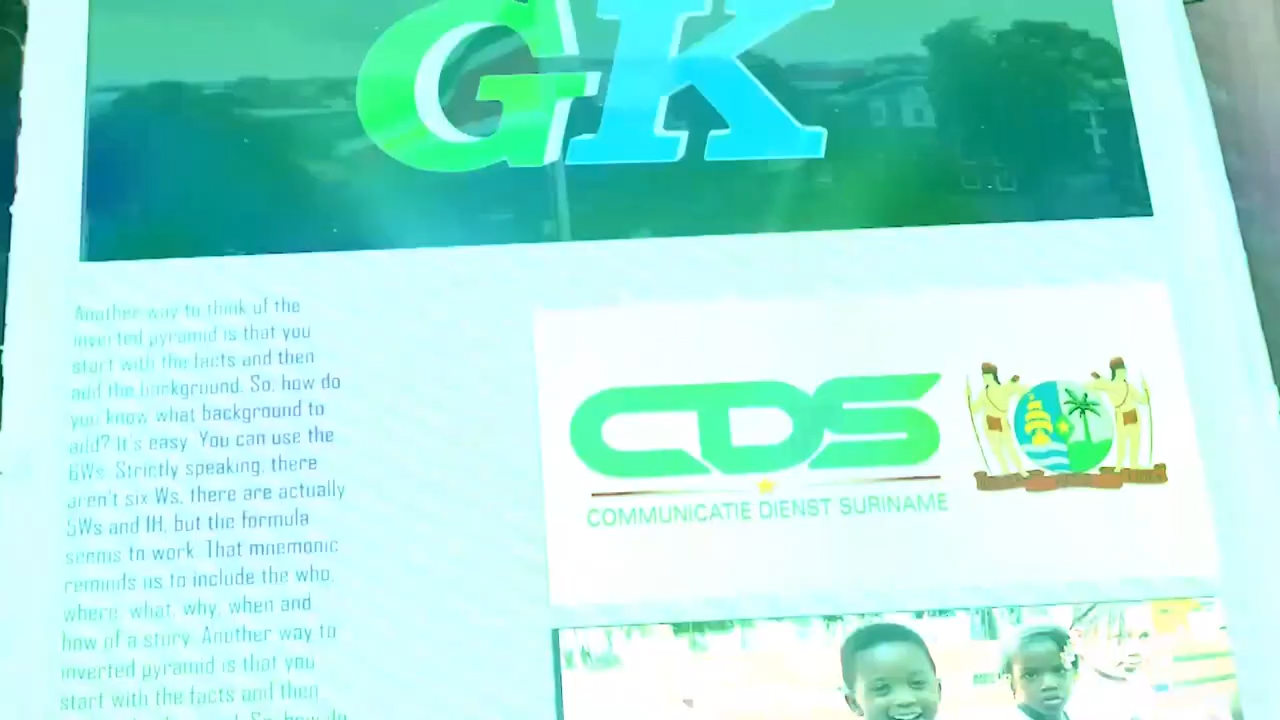 GK
Another way to think of the
inverted pyramid is that you
start with the facts and then
add the background. So, how do
you know what background to
add? It's easy. You can use the
6Ws. Strictly speaking, there
aren't six Ws, there are actually
5Ws and 1H, but the formula
seems to work. That mnemonic
reminds us to include the who,
where, what, why, when and
how of a story. Another way to
inverted pyramid is that you
start with the facts and then
CDS
COMMUNICATIE DIENST SURINAME